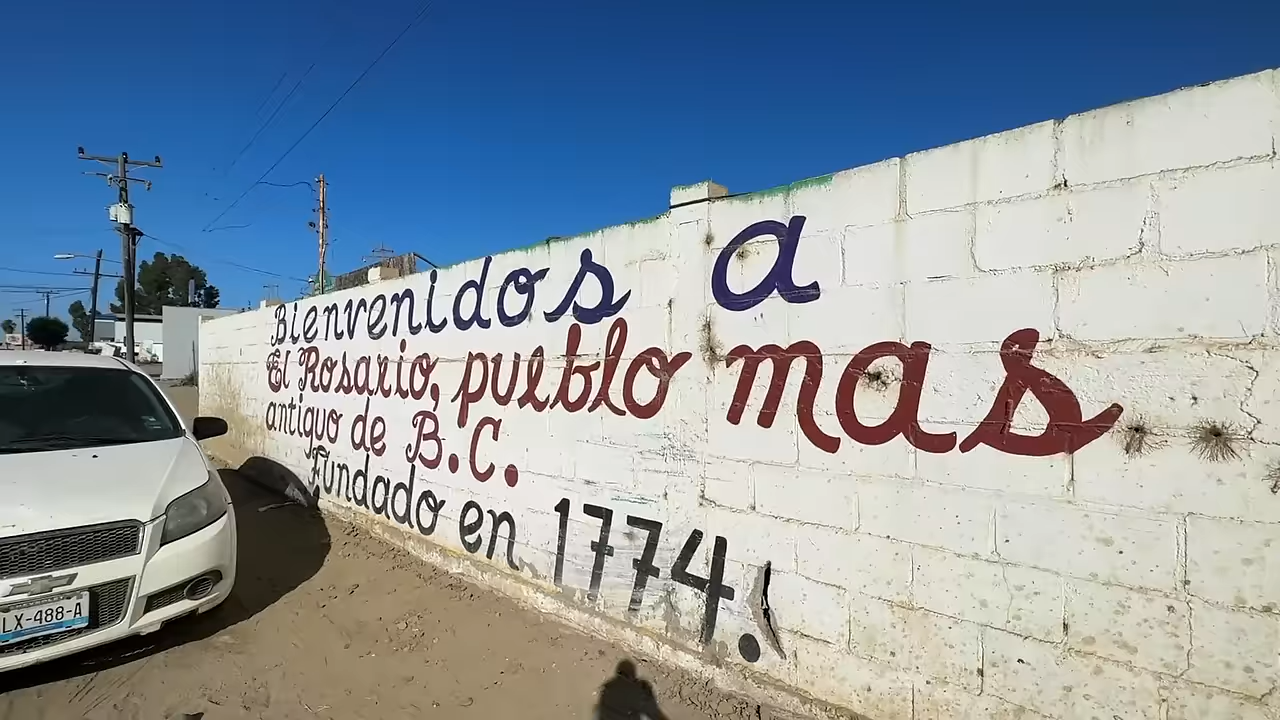 Bienvenidos a
El Rosario, pueblo mas
antiguo de B.C.
Fundado en 1774.
LX-488-A